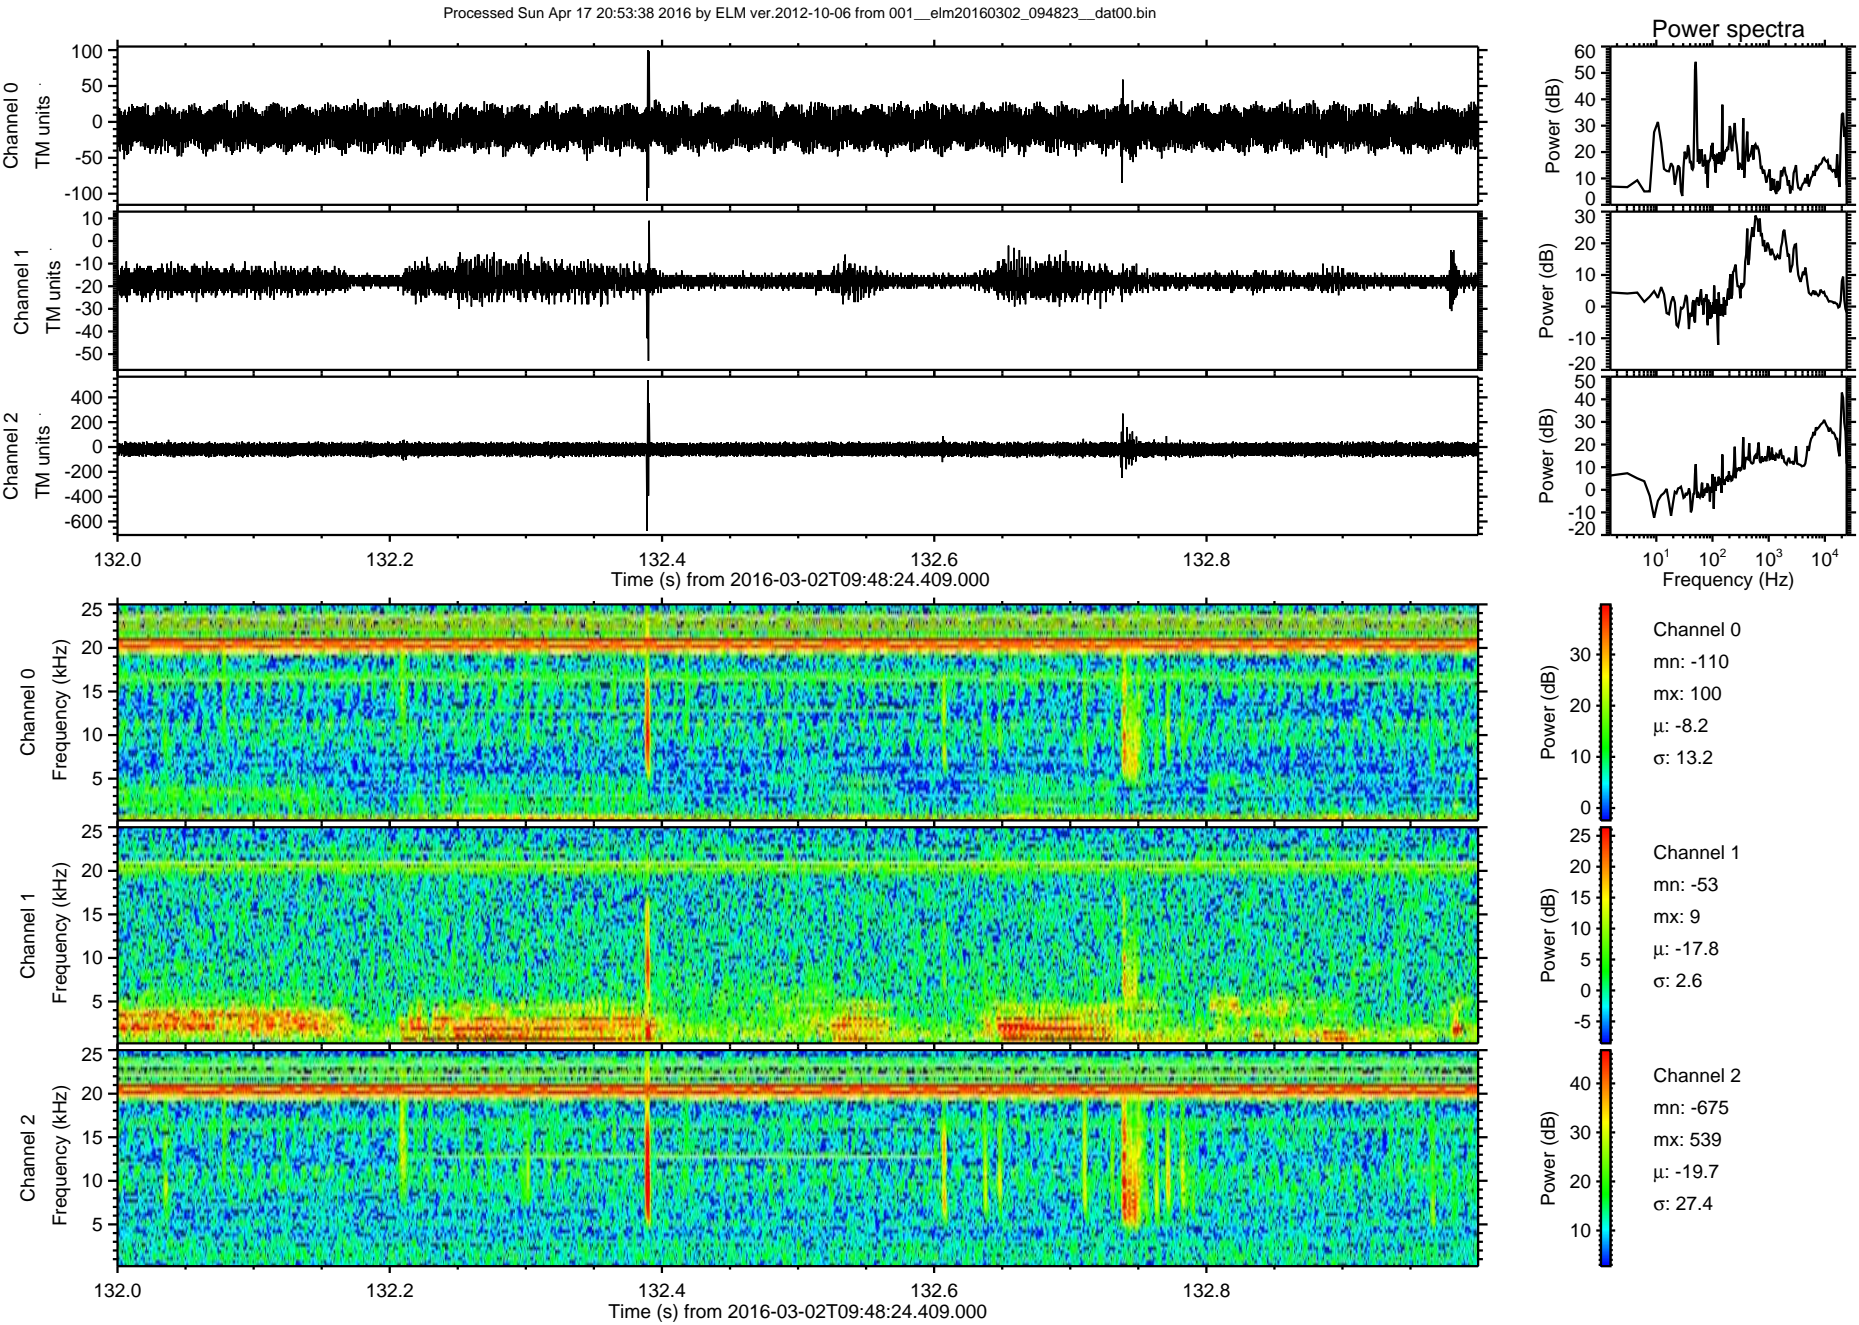 Processed Sun Apr 17 20:53:38 2016 by ELM ver.2012-10-06 from 001__elm20160302_094823__dat00.bin
Power spectra
Channel 0
TM units
100
50
0
-50
-100
Power (dB)
60
50
40
30
20
10
0
Channel 1
TM units
10
0
-10
-20
-30
-40
-50
Power (dB)
30
20
10
0
-10
-20
Channel 2
TM units
400
200
0
-200
-400
-600
Power (dB)
50
40
30
20
10
0
-10
-20
132.0 132.2 132.4 132.6 132.8
Time (s) from 2016-03-02T09:48:24.409.000
10^1 10^2 10^3 10^4
Frequency (Hz)
Channel 0
Frequency (kHz)
25
20
15
10
5
Power (dB)
30
20
10
0
Channel 0
mn: -110
mx: 100
μ: -8.2
σ: 13.2
Channel 1
Frequency (kHz)
25
20
15
10
5
Power (dB)
25
20
15
10
5
0
-5
Channel 1
mn: -53
mx: 9
μ: -17.8
σ: 2.6
Channel 2
Frequency (kHz)
25
20
15
10
5
Power (dB)
40
30
20
10
Channel 2
mn: -675
mx: 539
μ: -19.7
σ: 27.4
132.0 132.2 132.4 132.6 132.8
Time (s) from 2016-03-02T09:48:24.409.000